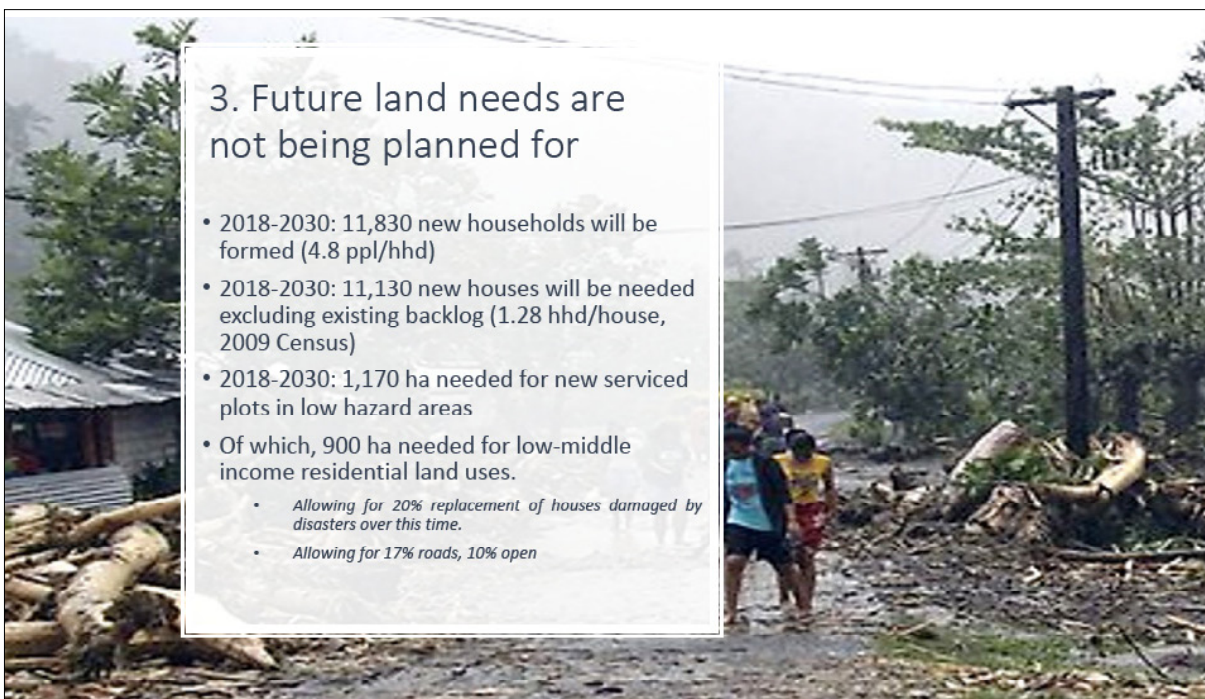 3. Future land needs are
not being planned for
• 2018-2030: 11,830 new households will be
formed (4.8 ppl/hhd)
• 2018-2030: 11,130 new houses will be needed
excluding existing backlog (1.28 hhd/house,
2009 Census)
• 2018-2030: 1,170 ha needed for new serviced
plots in low hazard areas
• Of which, 900 ha needed for low-middle
income residential land uses.
• Allowing for 20% replacement of houses damaged by
disasters over this time.
• Allowing for 17% roads, 10% open